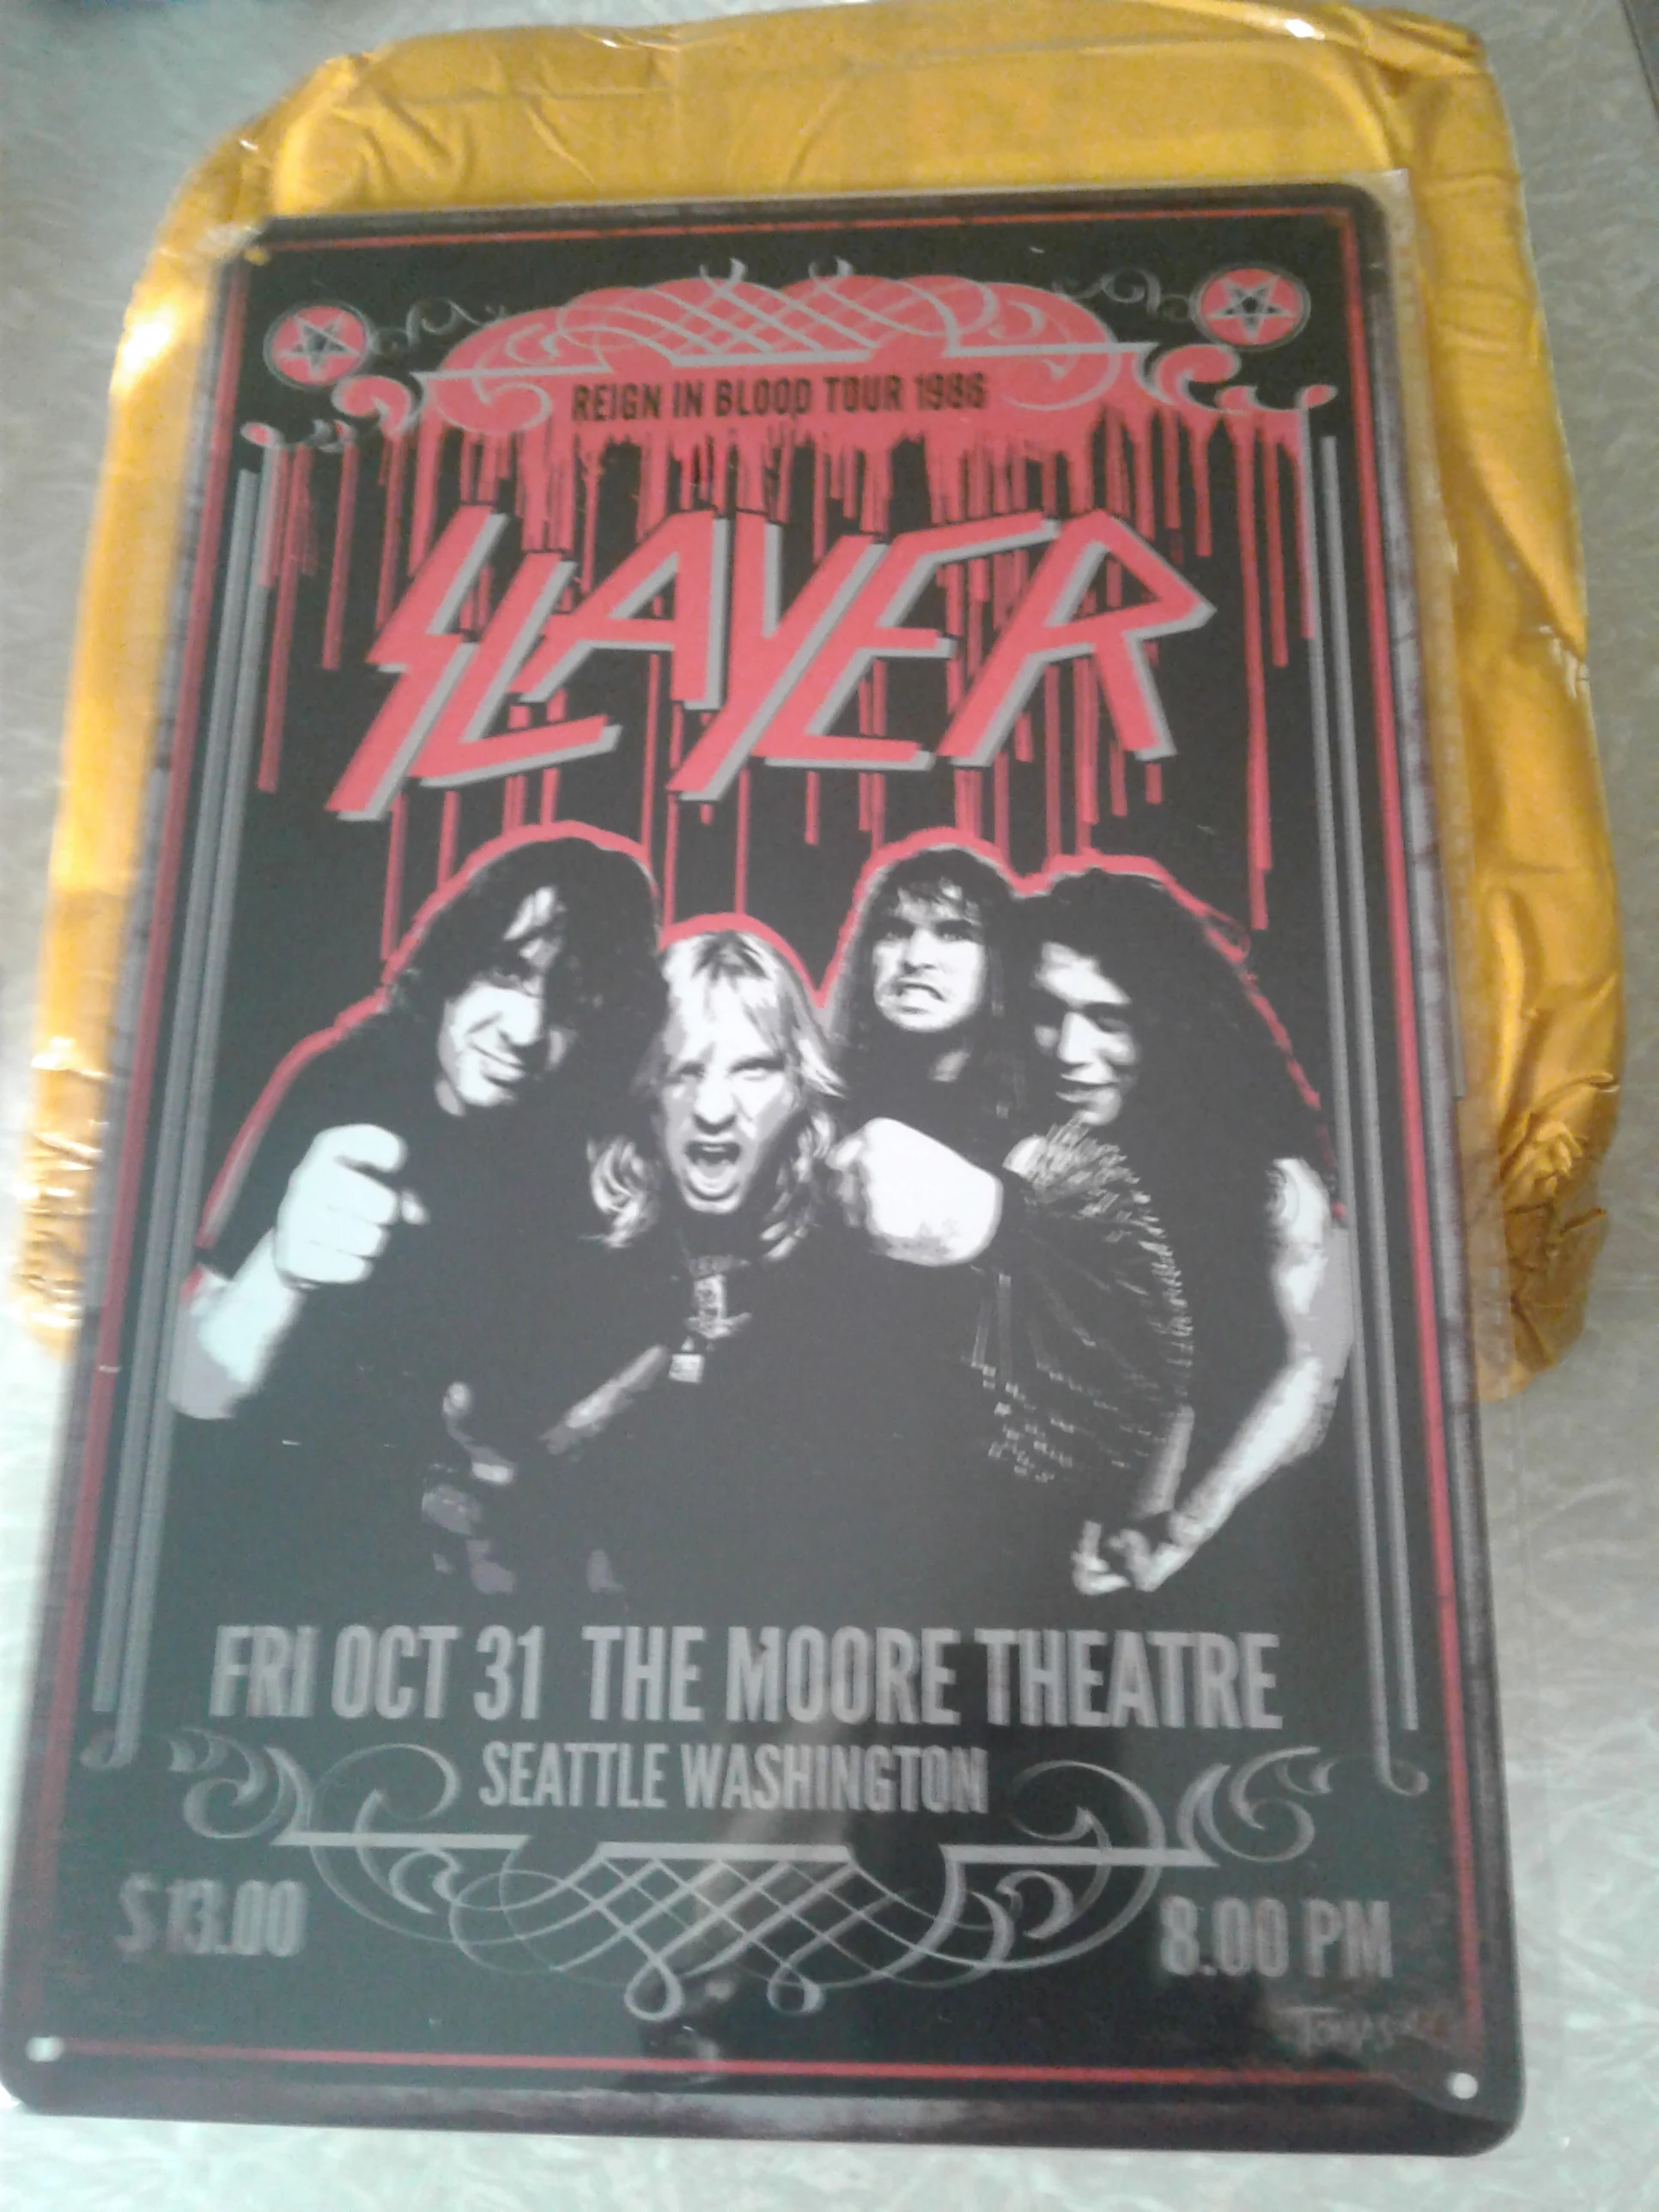 REIGN IN BLOOD TOUR 1986
SLAYER
FRI OCT 31 THE MOORE THEATRE
SEATTLE WASHINGTON
$13.00
8.00 PM